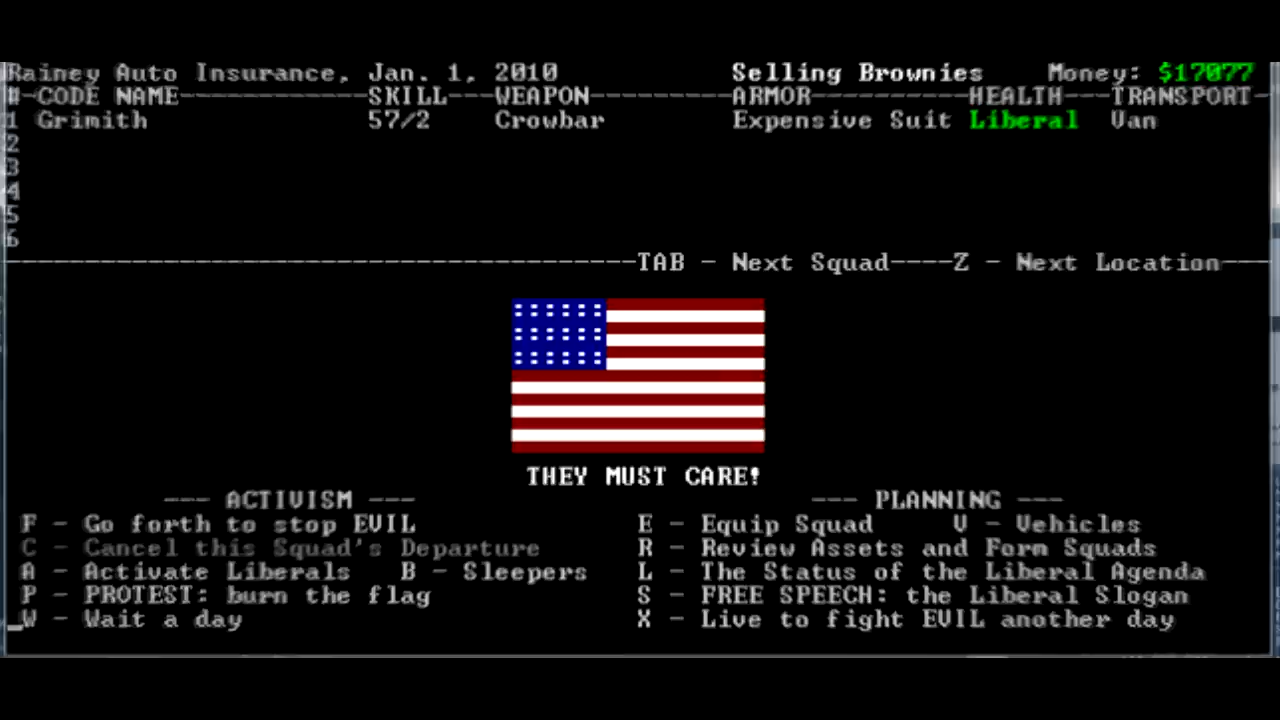 Rainey Auto Insurance, Jan. 1, 2010 Selling Brownies Money: $17077
#-CODE NAME------------SKILL---WEAPON---------ARMOR----------HEALTH---TRANSPORT-
1 Grimith 57/2 Crowbar Expensive Suit Liberal Van
2
3
4
5
6
----------------------------------------TAB - Next Squad----Z - Next Location---
THEY MUST CARE!
--- ACTIVISM --- --- PLANNING ---
F - Go forth to stop EVIL E - Equip Squad V - Vehicles
C - Cancel this Squad's Departure R - Review Assets and Form Squads
A - Activate Liberals B - Sleepers L - The Status of the Liberal Agenda
P - PROTEST: burn the flag S - FREE SPEECH: the Liberal Slogan
W - Wait a day X - Live to fight EVIL another day